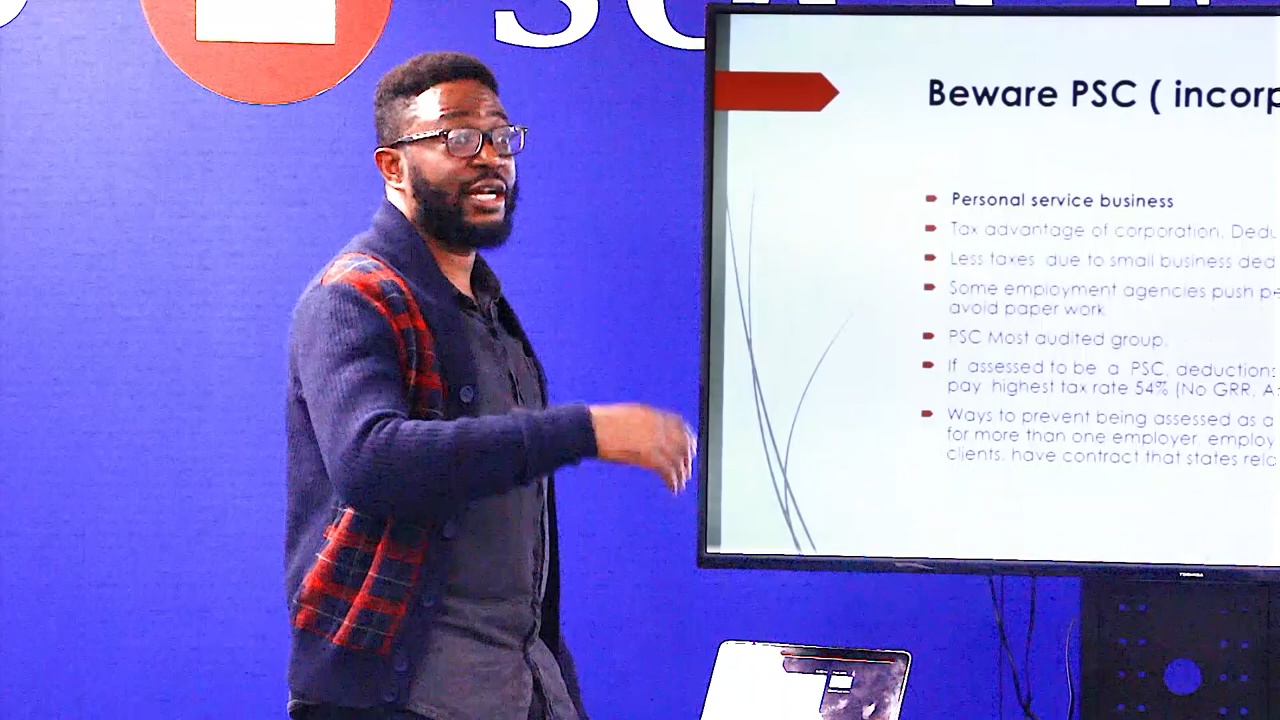 Beware PSC ( incorp
Personal service business
Tax advantage of corporation. Dedu
Less taxes due to small business ded
Some employment agencies push pe
avoid paper work
PSC Most audited group.
If assessed to be a PSC, deductions
pay highest tax rate 54% (No GRR, A
Ways to prevent being assessed as a
for more than one employer, employ
clients, have contract that states rela
TOSHIBA